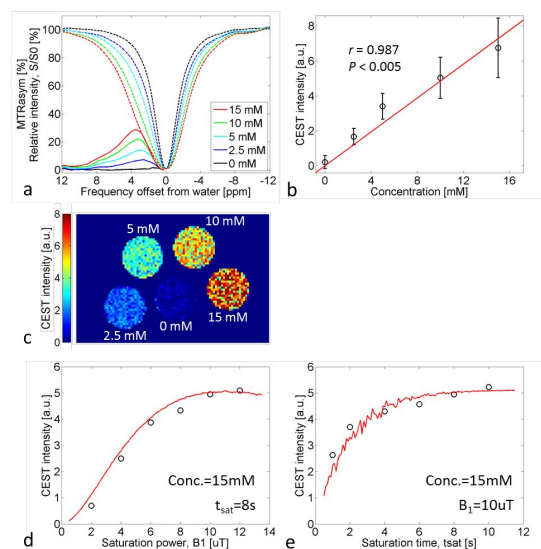 MTRasym [%]
Relative intensity, S/S0 [%]
100
80
60
40
20
0
12
8
4
0
-4
-8
-12
Frequency offset from water [ppm]
15 mM
10 mM
5 mM
2.5 mM
0 mM
a
CEST intensity [a.u.]
8
6
4
2
0
0
4
8
12
16
Concentration [mM]
r = 0.987
P < 0.005
b
CEST intensity [a.u.]
8
6
4
2
0
5 mM
10 mM
2.5 mM
0 mM
15 mM
c
CEST intensity [a.u.]
6
5
4
3
2
1
0
0
2
4
6
8
10
12
14
Saturation power, B1 [uT]
Conc.=15mM
tsat=8s
d
CEST intensity [a.u.]
6
5
4
3
2
1
0
0
2
4
6
8
10
12
Saturation time, tsat [s]
Conc.=15mM
B1=10uT
e